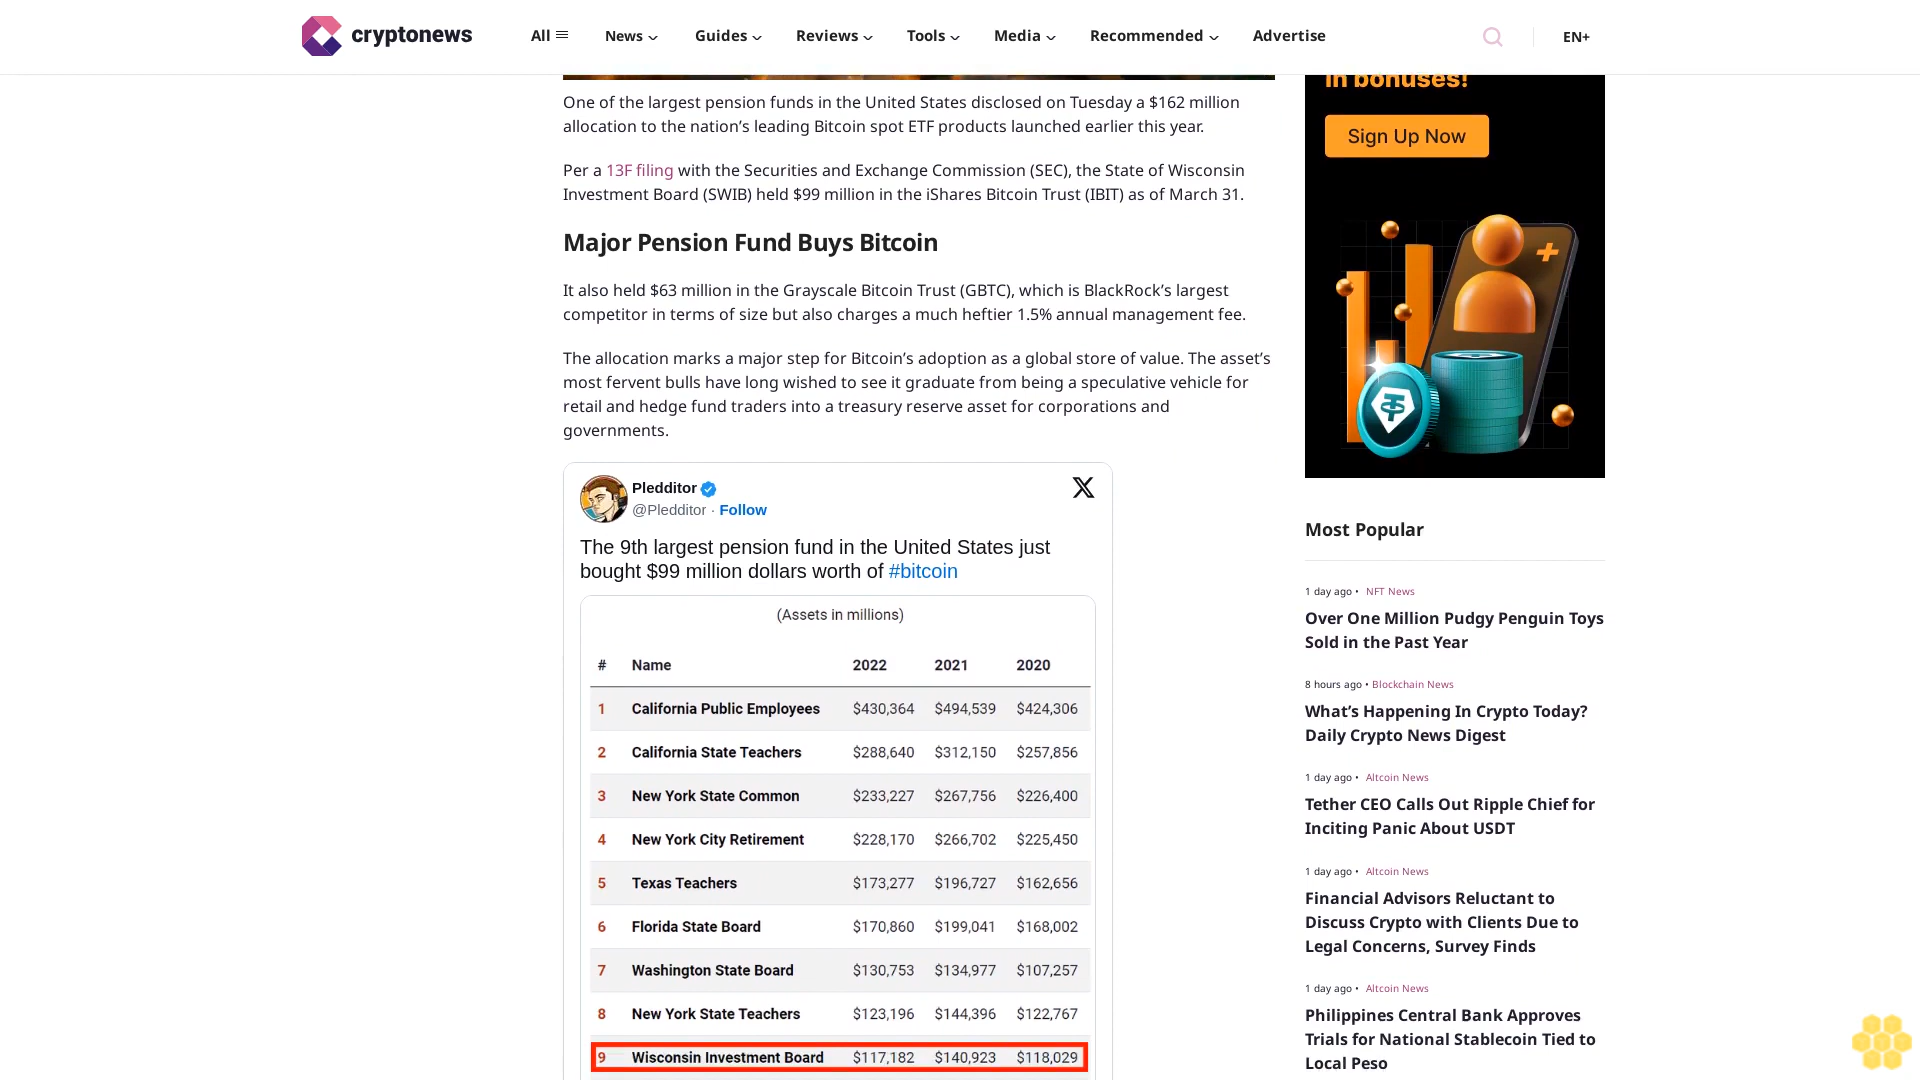 cryptonews
All
News
Guides
Reviews
Tools
Media
Recommended
Advertise
EN+
One of the largest pension funds in the United States disclosed on Tuesday a $162 million
allocation to the nation’s leading Bitcoin spot ETF products launched earlier this year.
Per a 13F filing with the Securities and Exchange Commission (SEC), the State of Wisconsin
Investment Board (SWIB) held $99 million in the iShares Bitcoin Trust (IBIT) as of March 31.
Major Pension Fund Buys Bitcoin
It also held $63 million in the Grayscale Bitcoin Trust (GBTC), which is BlackRock’s largest
competitor in terms of size but also charges a much heftier 1.5% annual management fee.
The allocation marks a major step for Bitcoin’s adoption as a global store of value. The asset’s
most fervent bulls have long wished to see it graduate from being a speculative vehicle for
retail and hedge fund traders into a treasury reserve asset for corporations and
governments.
Pledditor
@Pledditor · Follow
The 9th largest pension fund in the United States just
bought $99 million dollars worth of #bitcoin
(Assets in millions)
# Name 2022 2021 2020
1 California Public Employees $430,364 $494,539 $424,306
2 California State Teachers $288,640 $312,150 $257,856
3 New York State Common $233,227 $267,756 $226,400
4 New York City Retirement $228,170 $266,702 $225,450
5 Texas Teachers $173,277 $196,727 $162,656
6 Florida State Board $170,860 $199,041 $168,002
7 Washington State Board $130,753 $134,977 $107,257
8 New York State Teachers $123,196 $144,396 $122,767
9 Wisconsin Investment Board $117,182 $140,923 $118,029
in bonuses!
Sign Up Now
Most Popular
1 day ago • NFT News
Over One Million Pudgy Penguin Toys
Sold in the Past Year
8 hours ago • Blockchain News
What’s Happening In Crypto Today?
Daily Crypto News Digest
1 day ago • Altcoin News
Tether CEO Calls Out Ripple Chief for
Inciting Panic About USDT
1 day ago • Altcoin News
Financial Advisors Reluctant to
Discuss Crypto with Clients Due to
Legal Concerns, Survey Finds
1 day ago • Altcoin News
Philippines Central Bank Approves
Trials for National Stablecoin Tied to
Local Peso